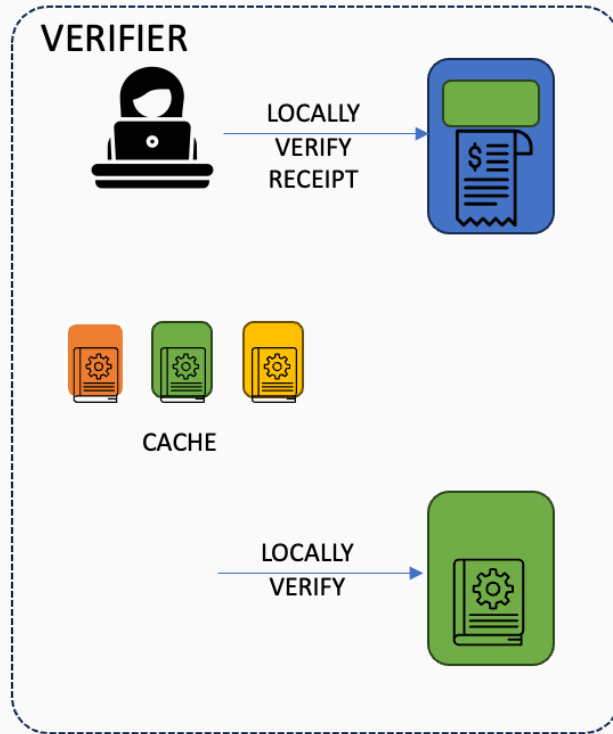 VERIFIER
LOCALLY
VERIFY
RECEIPT
$
CACHE
LOCALLY
VERIFY